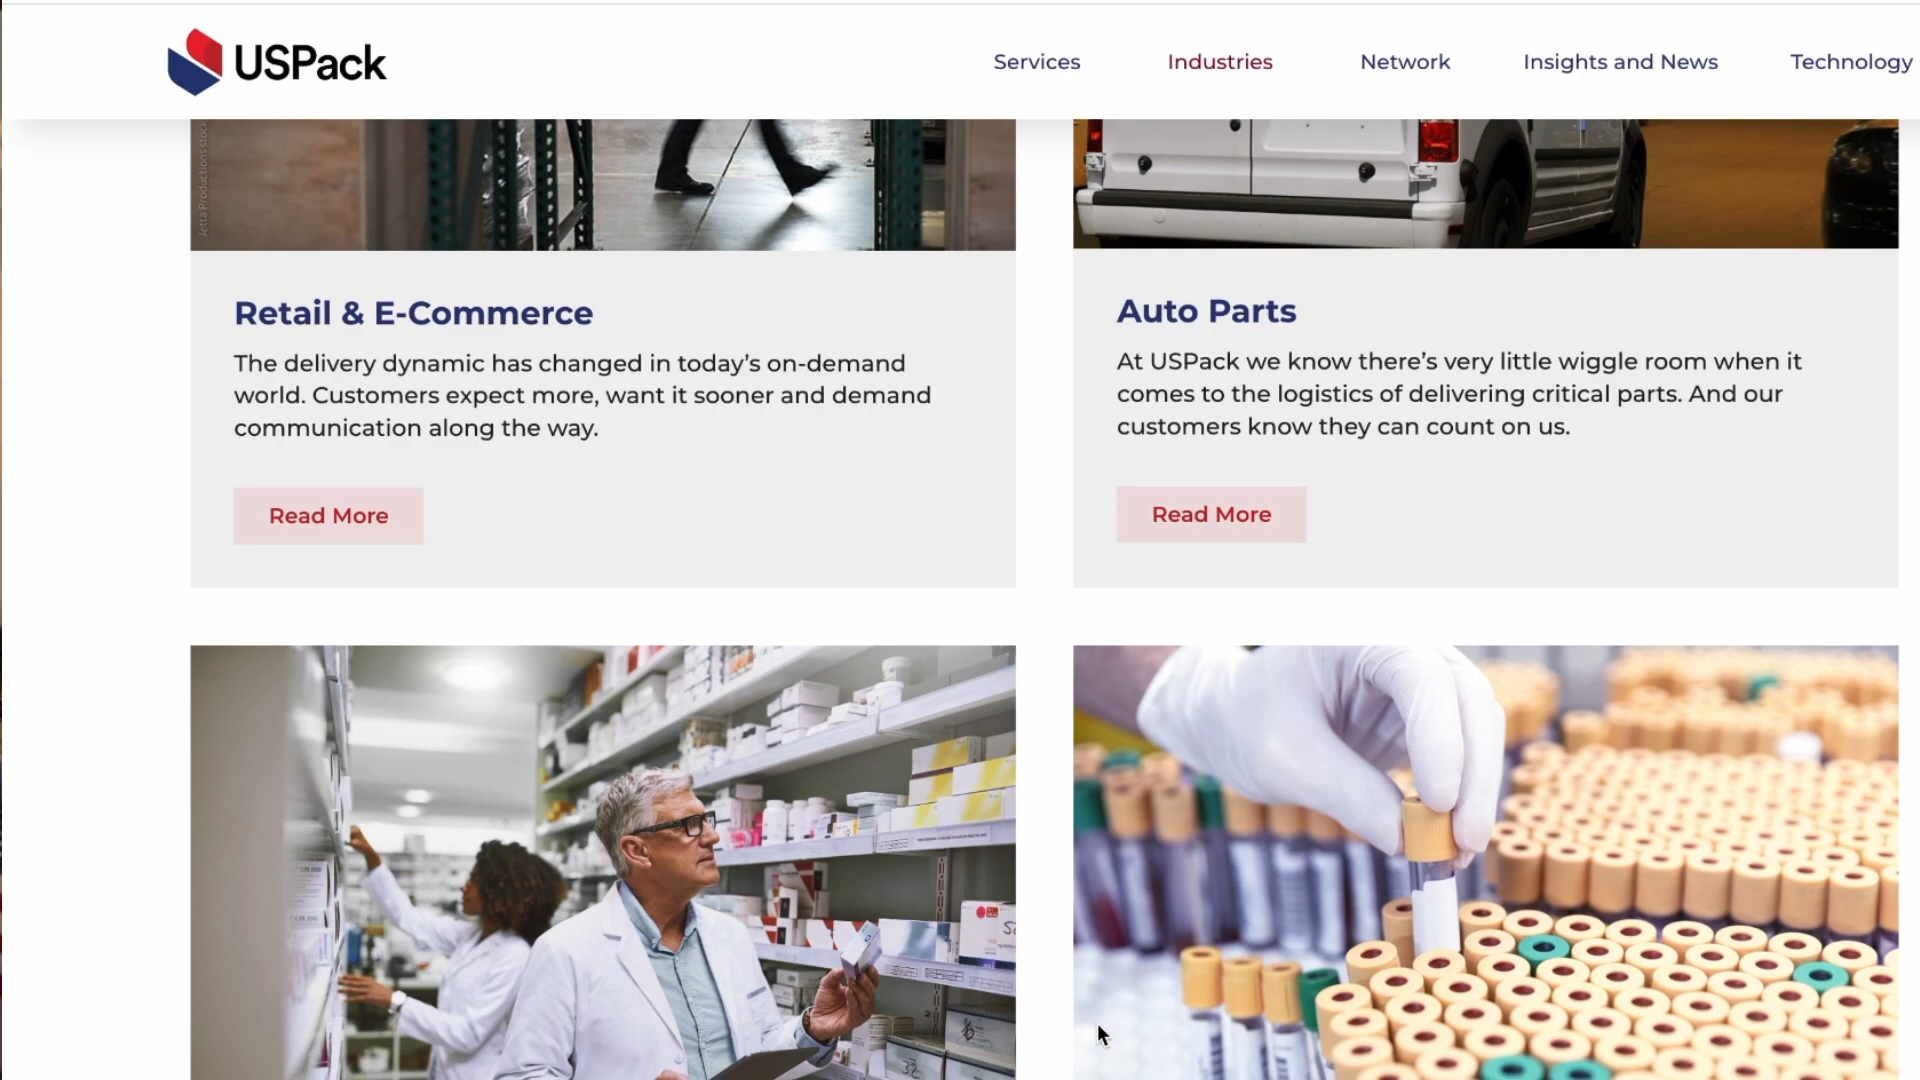 USPack
Services
Industries
Network
Insights and News
Technology
Jetta Productions stock
Retail & E-Commerce
The delivery dynamic has changed in today’s on-demand
world. Customers expect more, want it sooner and demand
communication along the way.
Read More
Auto Parts
At USPack we know there’s very little wiggle room when it
comes to the logistics of delivering critical parts. And our
customers know they can count on us.
Read More